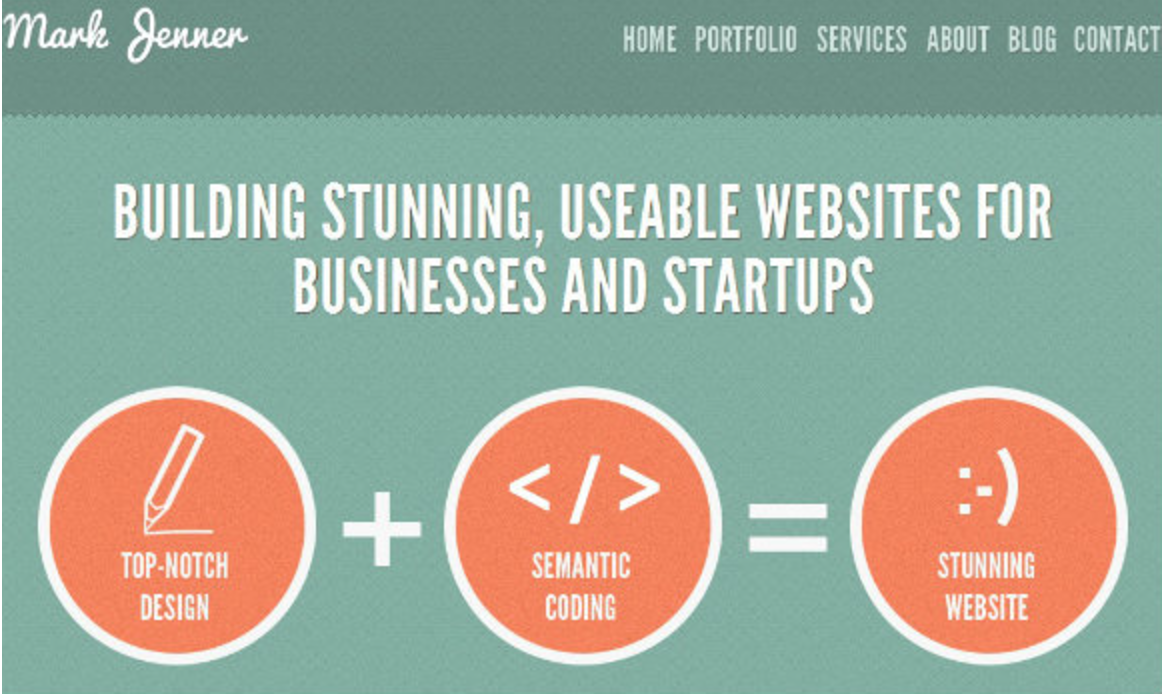 Mark Jenner
HOME PORTFOLIO SERVICES ABOUT BLOG CONTACT
BUILDING STUNNING, USEABLE WEBSITES FOR
BUSINESSES AND STARTUPS
</>
:-)
+
=
TOP-NOTCH
DESIGN
SEMANTIC
CODING
STUNNING
WEBSITE